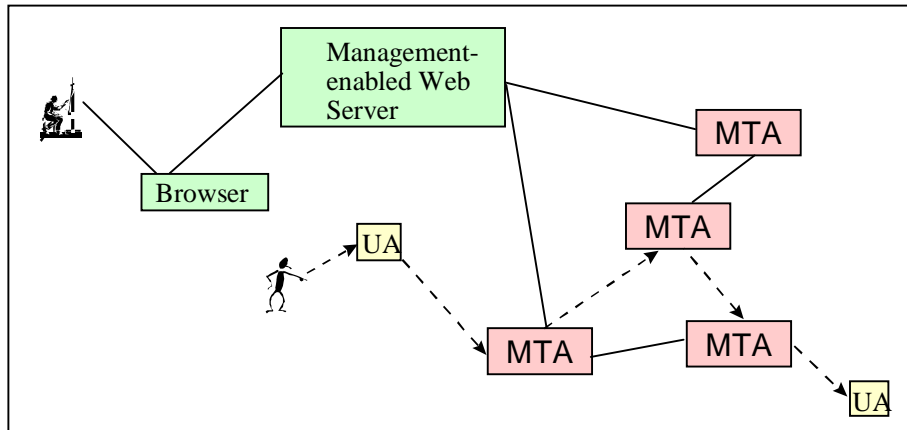 Management-
enabled Web
Server
MTA
Browser
MTA
UA
MTA
MTA
UA